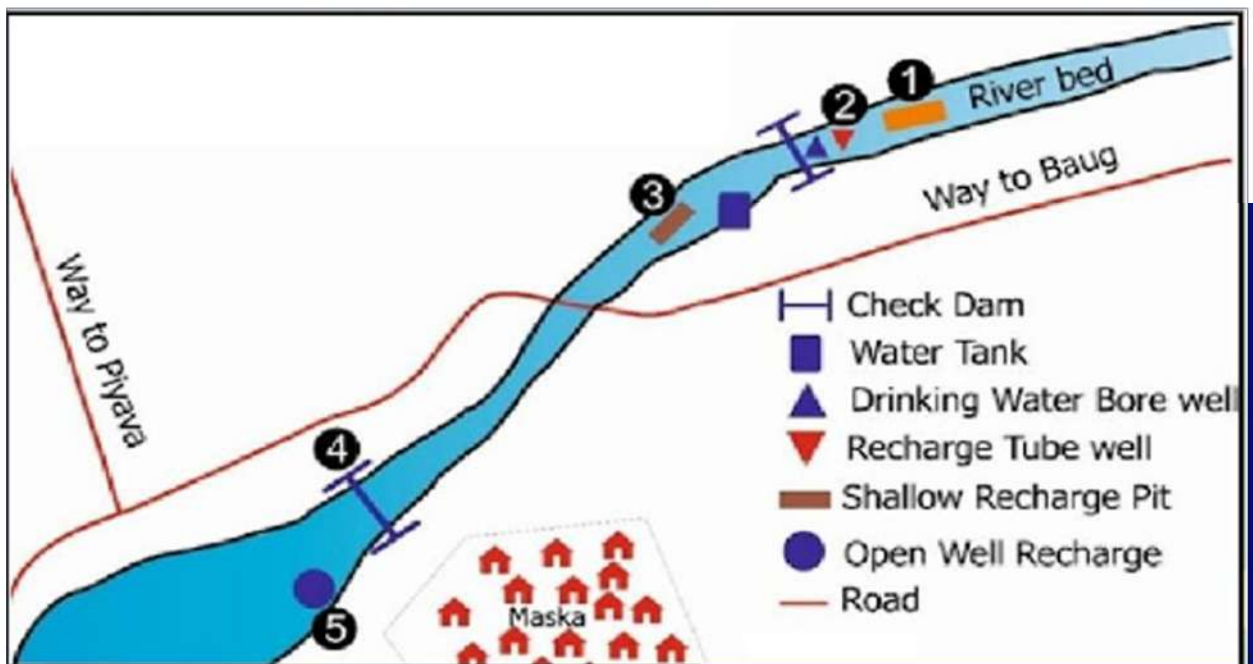 1
River bed
2
Way to Baug
3
Way to Piyava
Check Dam
Water Tank
Drinking Water Bore well
Recharge Tube well
Shallow Recharge Pit
Open Well Recharge
Road
4
Maska
5